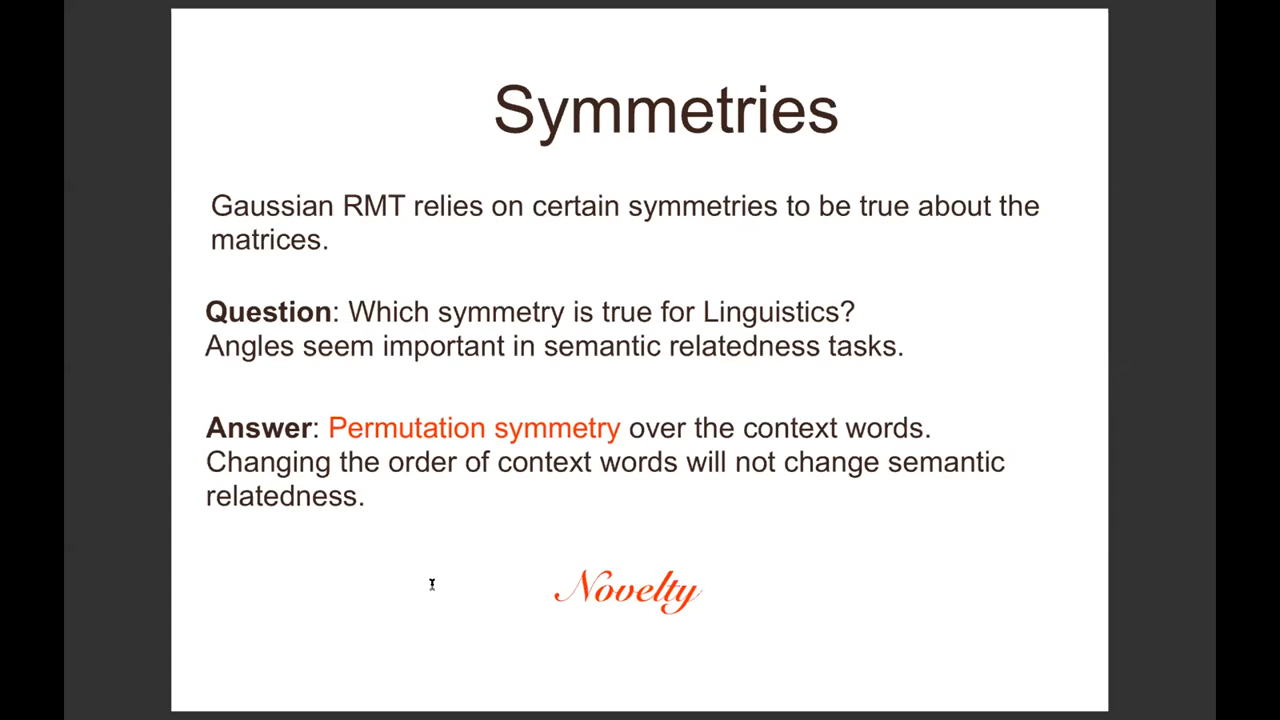 Symmetries
Gaussian RMT relies on certain symmetries to be true about the
matrices.
Question: Which symmetry is true for Linguistics?
Angles seem important in semantic relatedness tasks.
Answer: Permutation symmetry over the context words.
Changing the order of context words will not change semantic
relatedness.
Novelty